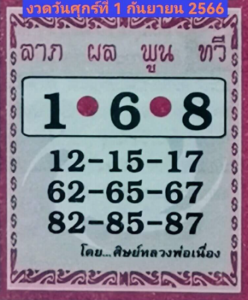 งวดวันศุกร์ที่ 1 กันยายน 2566
ลาภ ผล พูน ทวี
1 • 6 • 8
12-15-17
62-65-67
82-85-87
โดย...ศิษย์หลวงพ่อเนื่อง